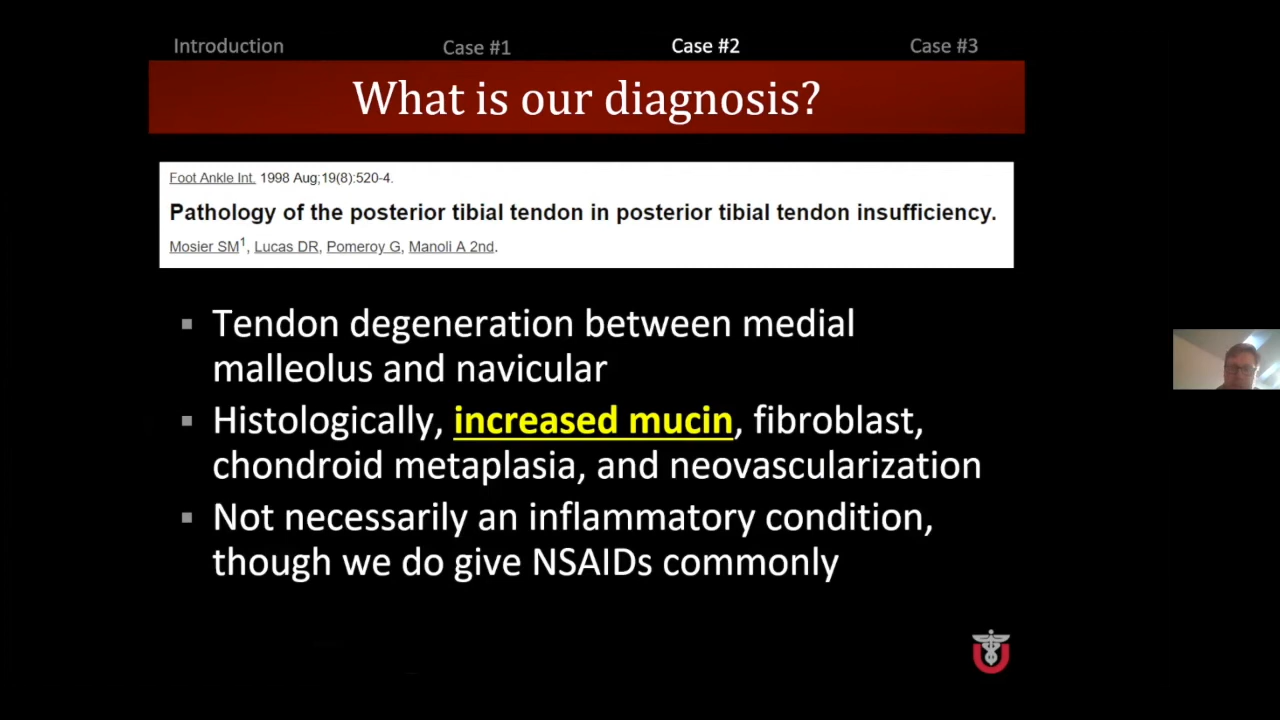 Introduction Case #1 Case #2 Case #3
What is our diagnosis?
Foot Ankle Int. 1998 Aug;19(8):520-4.
Pathology of the posterior tibial tendon in posterior tibial tendon insufficiency.
Mosier SM1, Lucas DR, Pomeroy G, Manoli A 2nd.
▪ Tendon degeneration between medial
malleolus and navicular
▪ Histologically, increased mucin, fibroblast,
chondroid metaplasia, and neovascularization
▪ Not necessarily an inflammatory condition,
though we do give NSAIDs commonly